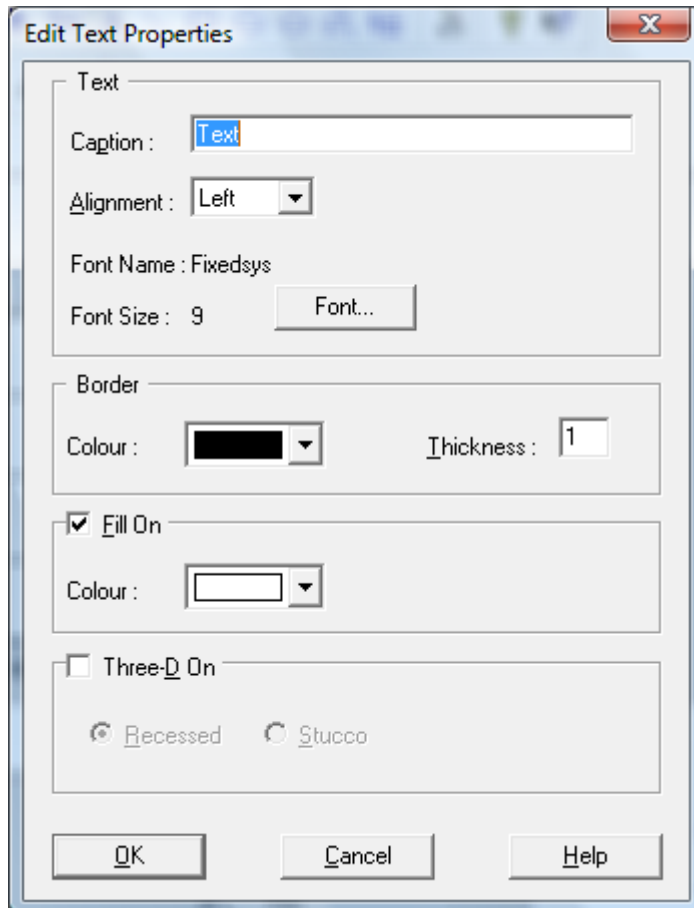 Edit Text Properties
Text
Caption : Text
Alignment : Left
Font Name : Fixedsys
Font Size : 9 Font...
Border
Colour : Thickness : 1
Fill On
Colour :
Three-D On
Recessed Stucco
OK Cancel Help